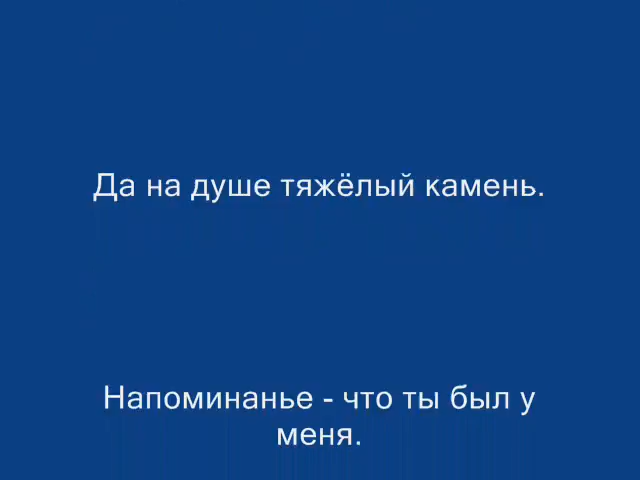 Да на душе тяжёлый камень.
Напоминанье - что ты был у
меня.